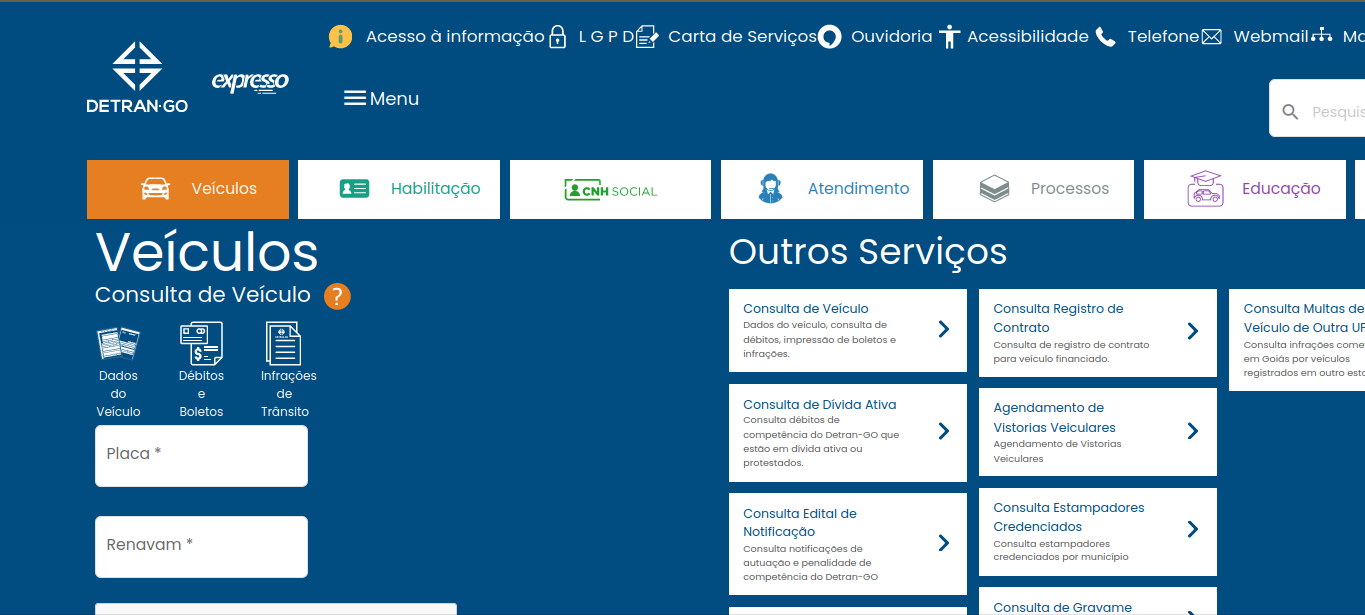 Acesso à informação L G P D Carta de Serviços Ouvidoria Acessibilidade Telefone Webmail
DETRAN·GO
expresso
Menu
Veículos
Habilitação
CNH SOCIAL
Atendimento
Processos
Educação
Veículos
Consulta de Veículo ?
Dados
do
Veículo
Débitos
e
Boletos
Infrações
de
Trânsito
Placa *
Renavam *
Outros Serviços
Consulta de Veículo
Dados do veículo, consulta de
débitos, impressão de boletos e
infrações.
Consulta de Dívida Ativa
Consulta débitos de
competência do Detran-GO que
estão em dívida ativa ou
protestados.
Consulta Edital de
Notificação
Consulta notificações de
autuação e penalidade de
competência do Detran-GO
Consulta Registro de
Contrato
Consulta de registro de contrato
para veículo financiado.
Agendamento de
Vistorias Veiculares
Agendamento de Vistorias
Veiculares
Consulta Estampadores
Credenciados
Consulta estampadores
credenciados por município
Consulta de Gravame
Consulta Multas de
Veículo de Outra UF
Consulta infrações
em Goiás por veículos
registrados em outro